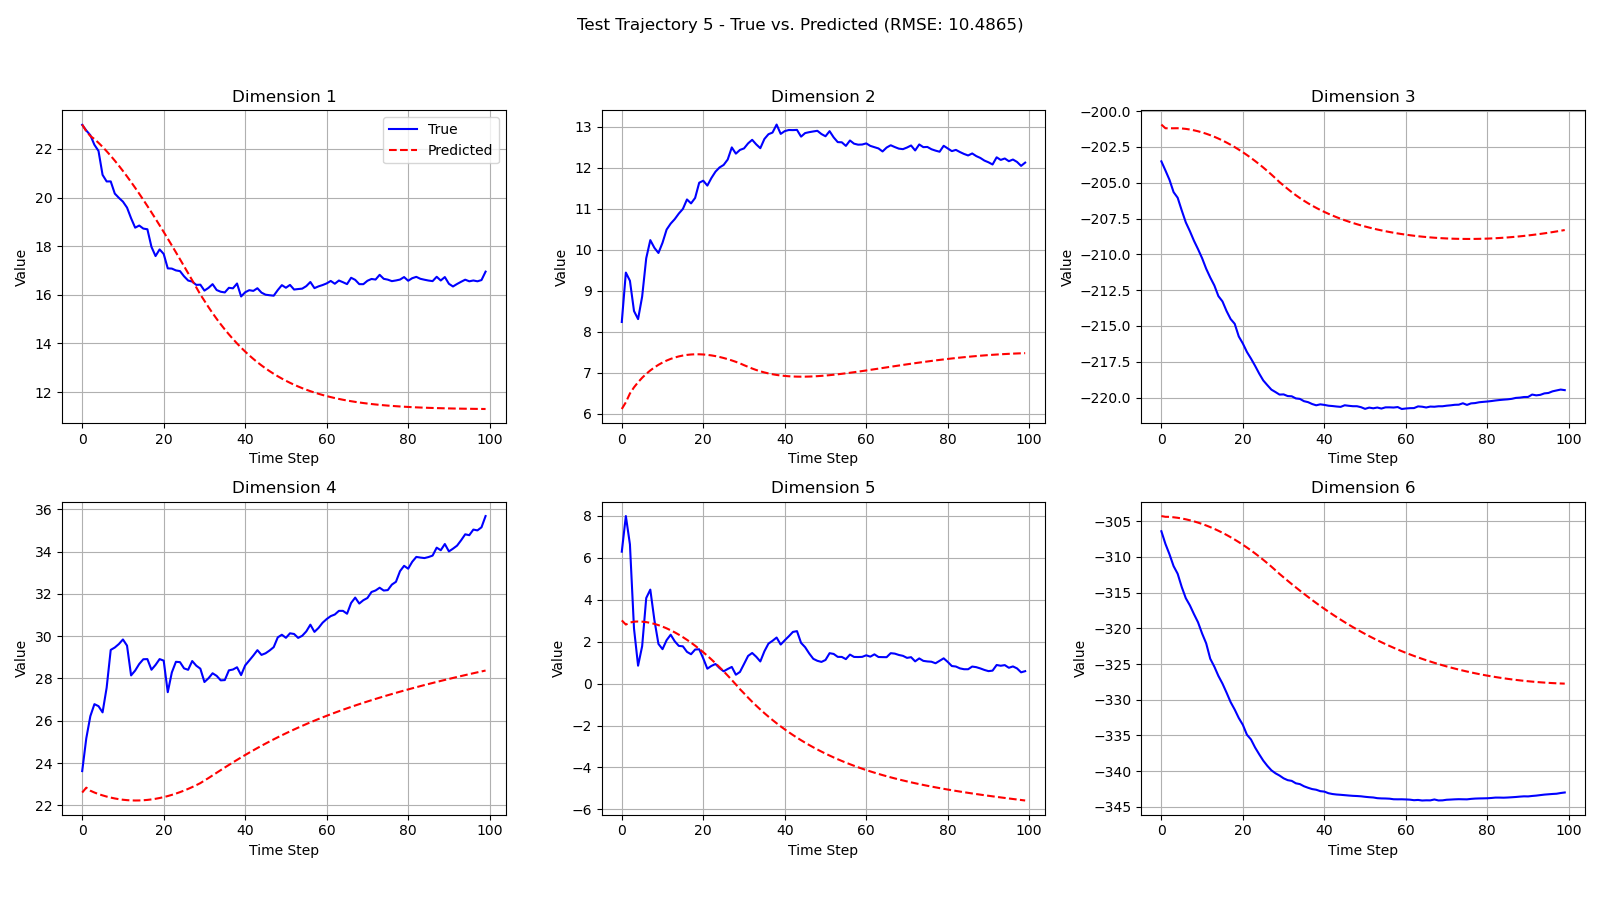 Test Trajectory 5 - True vs. Predicted (RMSE: 10.4865)
Dimension 1
True
Predicted
Value
22
20
18
16
14
12
0 20 40 60 80 100
Time Step
Dimension 2
Value
13
12
11
10
9
8
7
6
0 20 40 60 80 100
Time Step
Dimension 3
Value
−200.0
−202.5
−205.0
−207.5
−210.0
−212.5
−215.0
−217.5
−220.0
0 20 40 60 80 100
Time Step
Dimension 4
Value
36
34
32
30
28
26
24
22
0 20 40 60 80 100
Time Step
Dimension 5
Value
8
6
4
2
0
−2
−4
−6
0 20 40 60 80 100
Time Step
Dimension 6
Value
−305
−310
−315
−320
−325
−330
−335
−340
−345
0 20 40 60 80 100
Time Step